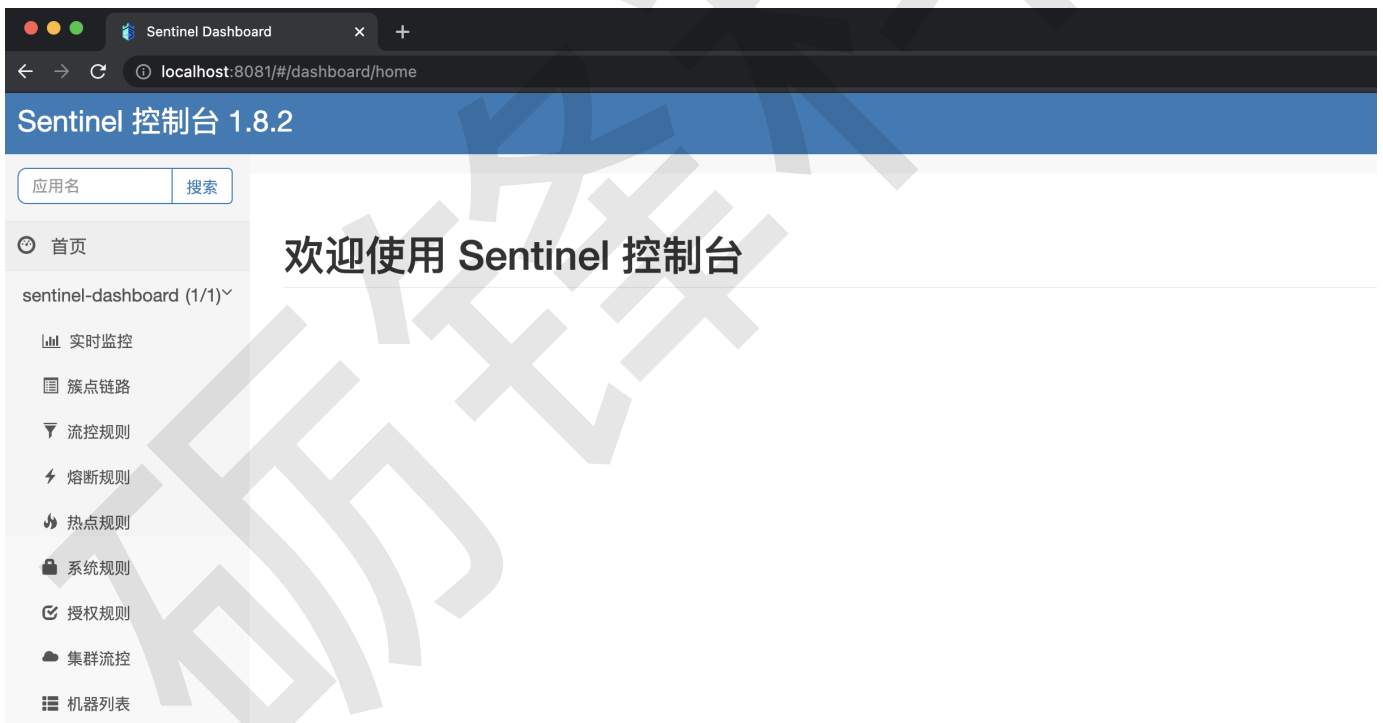 Sentinel Dashboard
localhost:8081/#/dashboard/home
Sentinel 控制台 1.8.2
应用名 搜索
首页
欢迎使用 Sentinel 控制台
sentinel-dashboard (1/1)
实时监控
簇点链路
流控规则
熔断规则
热点规则
系统规则
授权规则
集群流控
机器列表